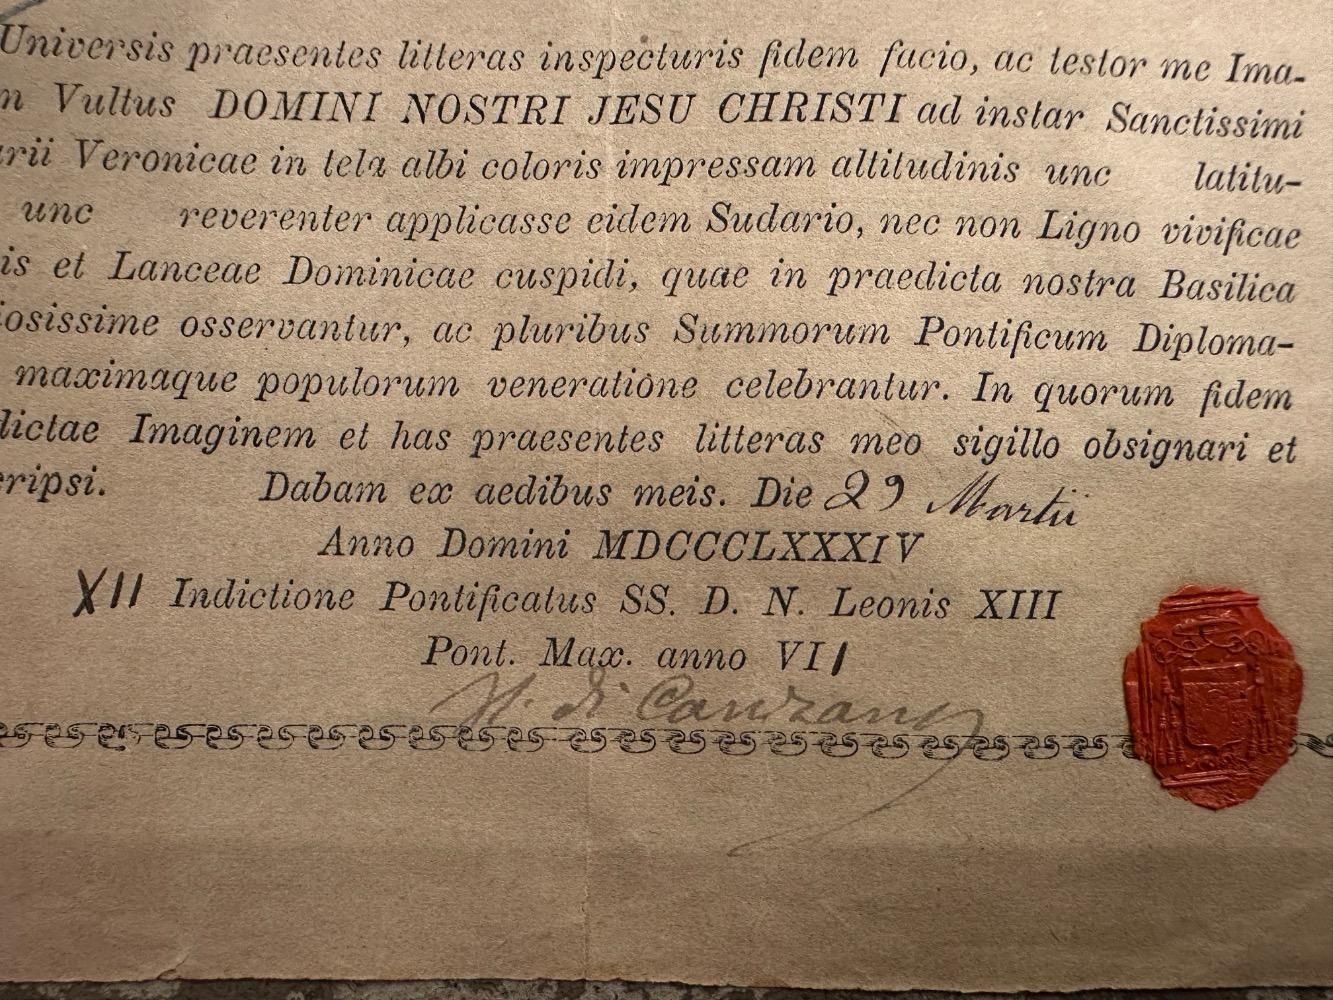 Universis praesentes litteras inspecturis fidem facio, ac testor me Ima-
m Vultus DOMINI NOSTRI JESU CHRISTI ad instar Sanctissimi
arii Veronicae in tela albi coloris impressam altitudinis unc latitu-
unc reverenter applicasse eidem Sudario, nec non Ligno vivificae
is et Lanceae Dominicae cuspidi, quae in praedicta nostra Basilica
iosissime osservantur, ac pluribus Summorum Pontificum Diploma-
maximaque populorum veneratione celebrantur. In quorum fidem
dictae Imaginem et has praesentes litteras meo sigillo obsignari et
cripsi. Dabam ex aedibus meis. Die 29 Martii
Anno Domini MDCCCLXXXIV
XII Indictione Pontificatus SS. D. N. Leonis XIII
Pont. Max. anno VII
di